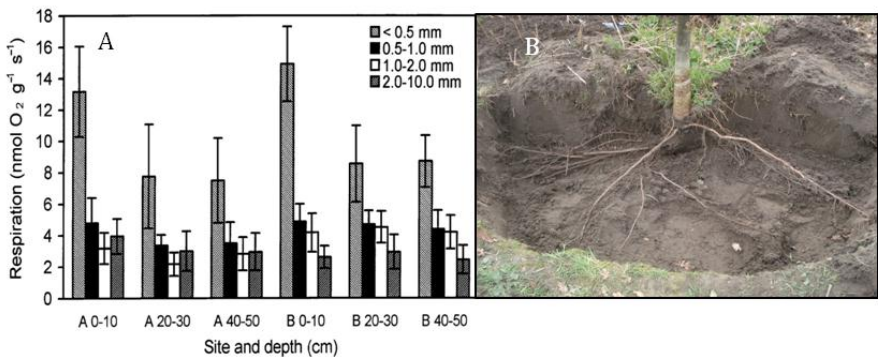 A
B
18
16
14
12
10
8
6
4
2
0
Respiration (nmol O₂ g⁻¹ s⁻¹)
< 0.5 mm
0.5-1.0 mm
1.0-2.0 mm
2.0-10.0 mm
A 0-10 A 20-30 A 40-50 B 0-10 B 20-30 B 40-50
Site and depth (cm)